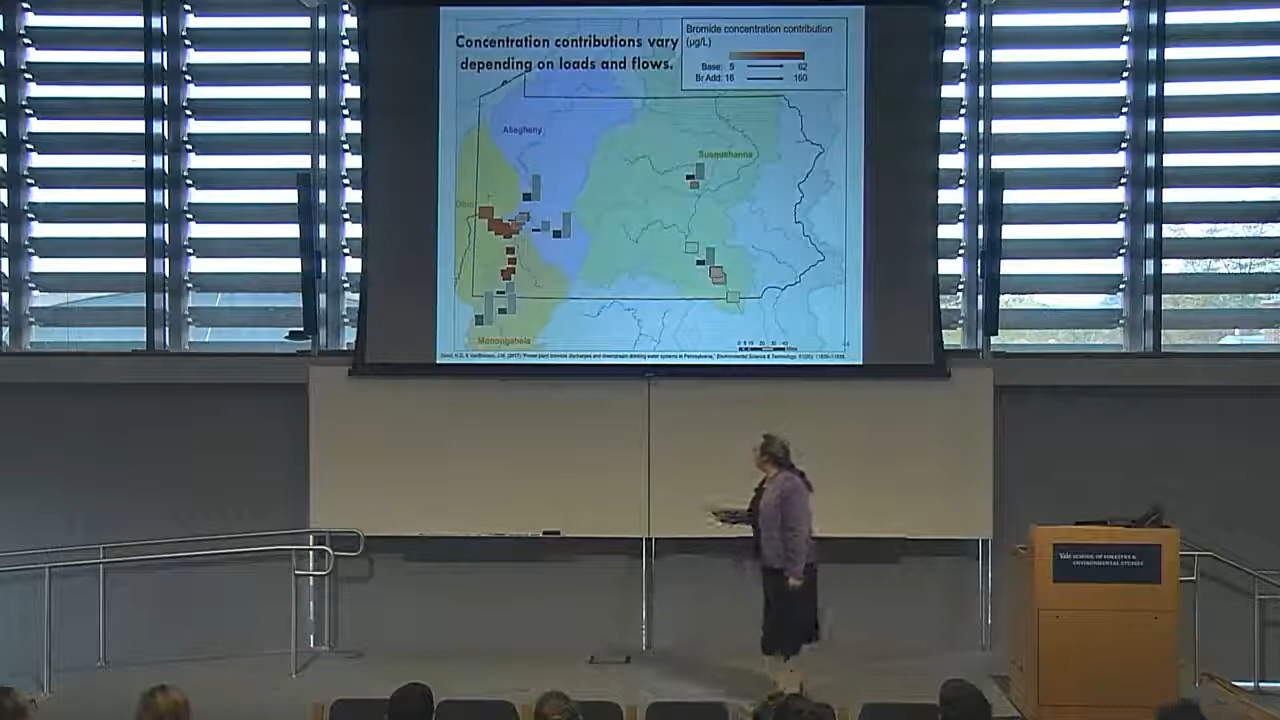 Concentration contributions vary
depending on loads and flows.
Bromide concentration contribution
(µg/L)
Base: 5 62
Br Add: 16 160
Allegheny
Susquehanna
Ohio
Monongahela
Yale SCHOOL OF FORESTRY &
ENVIRONMENTAL STUDIES